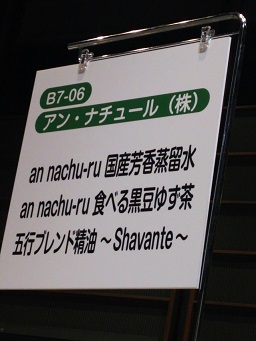 B7-06
アン・ナチュール（株）
an nachu-ru 国産芳香蒸留水
an nachu-ru 食べる黒豆ゆず茶
五行ブレンド精油 ～Shavante～